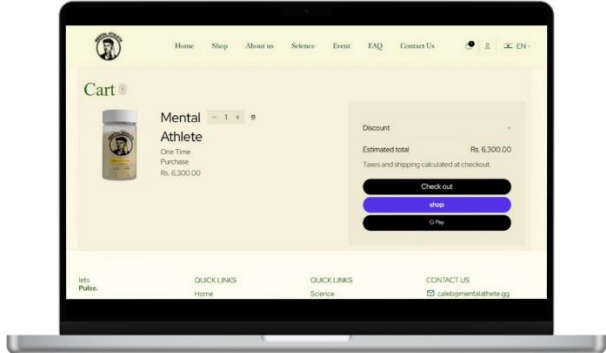 MENTAL ATHLETE
Home Shop About us Science Event FAQ Contact Us EN
Cart
Mental
Athlete
- 1 +
One Time
Purchase
Rs. 6,300.00
Discount
Estimated total Rs. 6,300.00
Taxes and shipping calculated at checkout.
Check out
shop
G Pay
lets
Pulse.
QUICK LINKS
Home
QUICK LINKS
Science
CONTACT US
caleb@mentalathete.gg